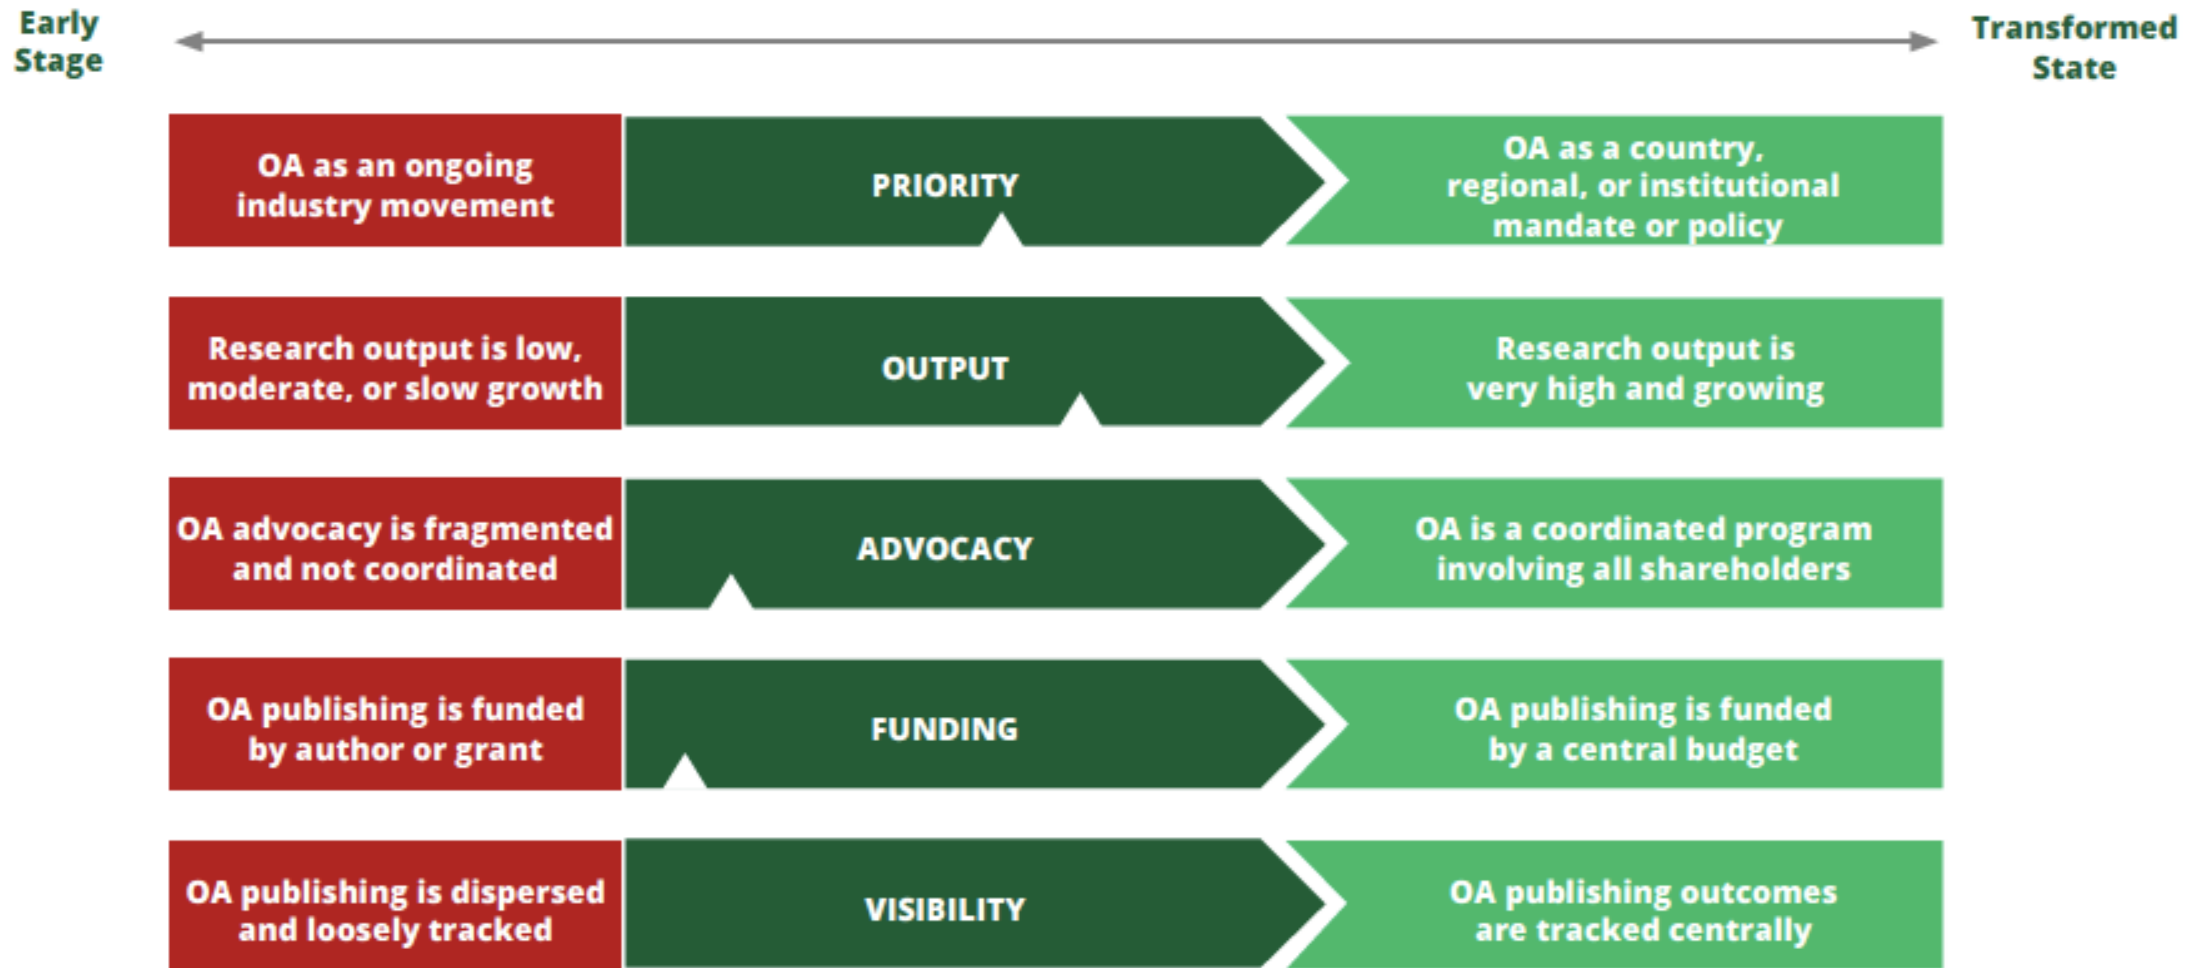 Early
Stage
Transformed
State
OA as an ongoing
industry movement
PRIORITY
OA as a country,
regional, or institutional
mandate or policy
Research output is low,
moderate, or slow growth
OUTPUT
Research output is
very high and growing
OA advocacy is fragmented
and not coordinated
ADVOCACY
OA is a coordinated program
involving all shareholders
OA publishing is funded
by author or grant
FUNDING
OA publishing is funded
by a central budget
OA publishing is dispersed
and loosely tracked
VISIBILITY
OA publishing outcomes
are tracked centrally